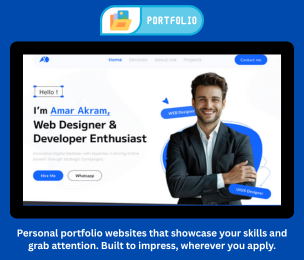 PORTFOLIO
Home Services About Me Projects Contact me
Hello !
I'm Amar Akram,
WEB Designer
Web Designer &
Developer Enthusiast
Hire Me Whatsapp
UI/UX Designer
Personal portfolio websites that showcase your skills and
grab attention. Built to impress, wherever you apply.